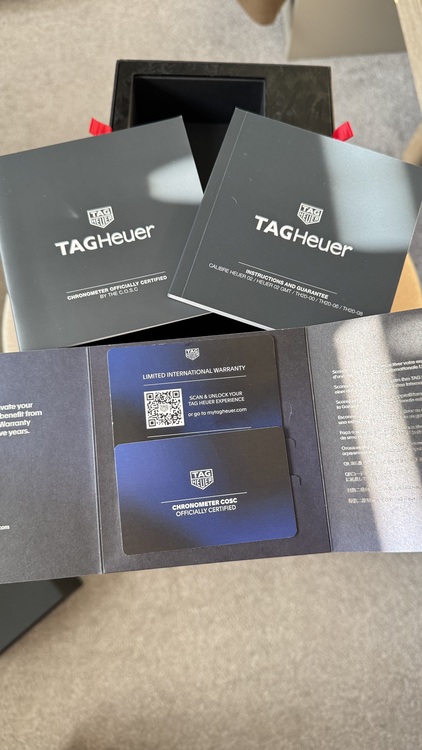 TAG
HEUER
TAGHeuer
CHRONOMETER OFFICIALLY CERTIFIED
BY THE C.O.S.C
TAG
HEUER
TAGHeuer
INSTRUCTIONS AND GUARANTEE
CALIBRE HEUER 02 / HEUER 02 GMT / TH20-00 / TH20-06 / TH20-08
vate your
benefit from
Warranty
ve years.
TAG
HEUER
LIMITED INTERNATIONAL WARRANTY
SCAN & UNLOCK YOUR
TAG HEUER EXPERIENCE
or go to mytagheuer.com
TAG
HEUER
CHRONOMETER COSC
OFFICIALLY CERTIFIED